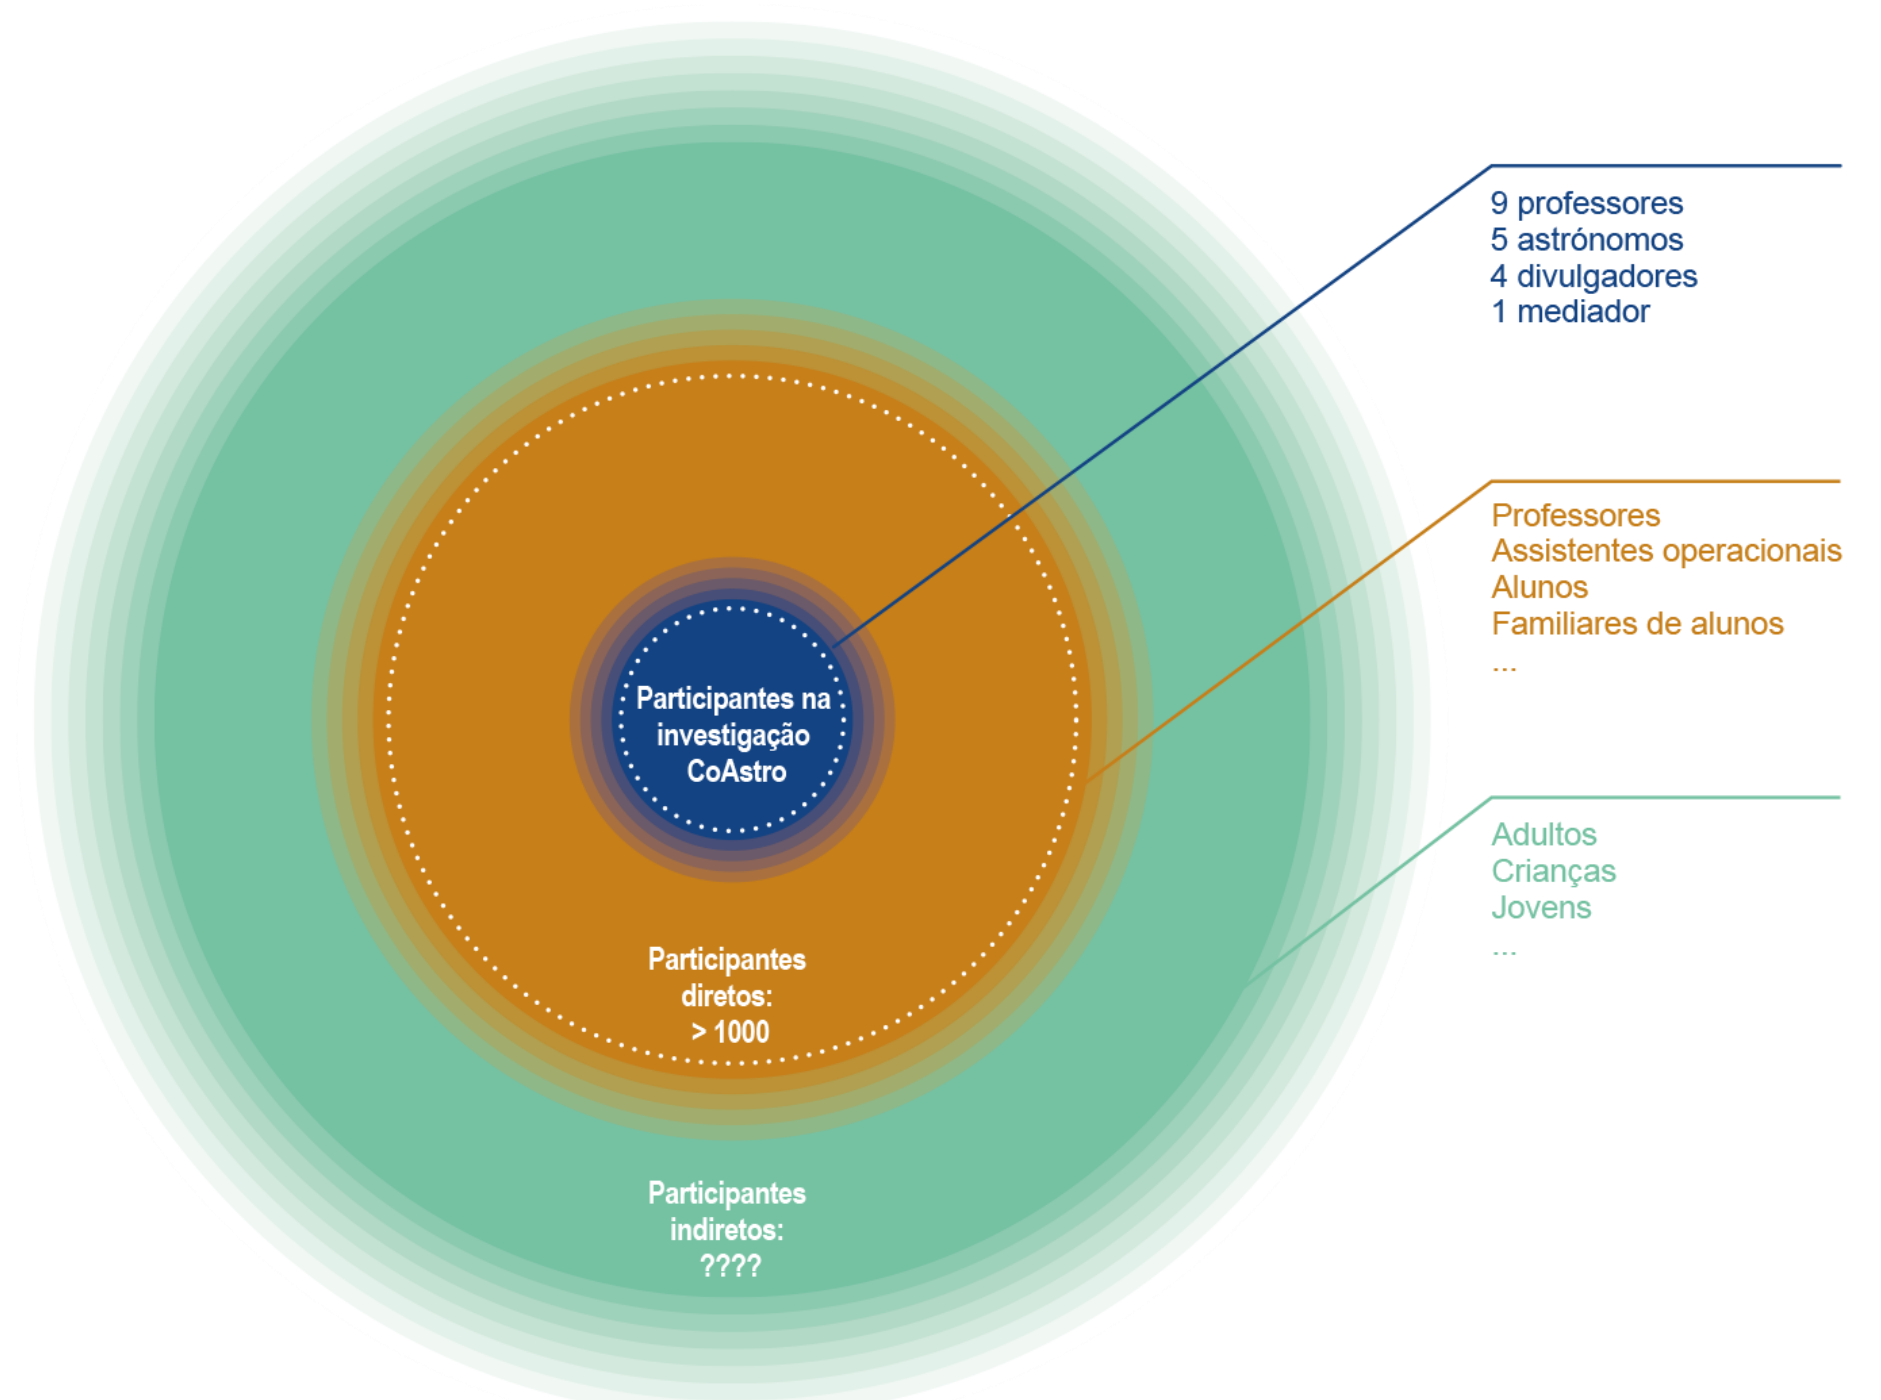 9 professores
5 astrónomos
4 divulgadores
1 mediador
Professores
Assistentes operacionais
Alunos
Familiares de alunos
...
Participantes na
investigação
CoAstro
Adultos
Crianças
Jovens
...
Participantes
diretos:
> 1000
Participantes
indiretos:
????